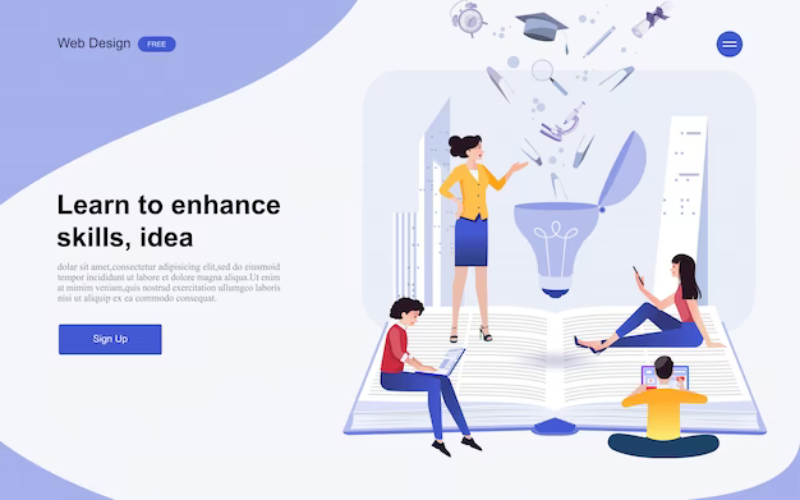 Web Design FREE
Learn to enhance
skills, idea
dolar sit amet,consectetur adipisicing elit,sed do eiusmoid
tempor incididunt ut labore et dolore magna aliqua.Ut enim
at mimim veniam,quis nostrud exercitation ullamgco laboris
nisi ut aliquip ex ea commodo consequat.
Sign Up